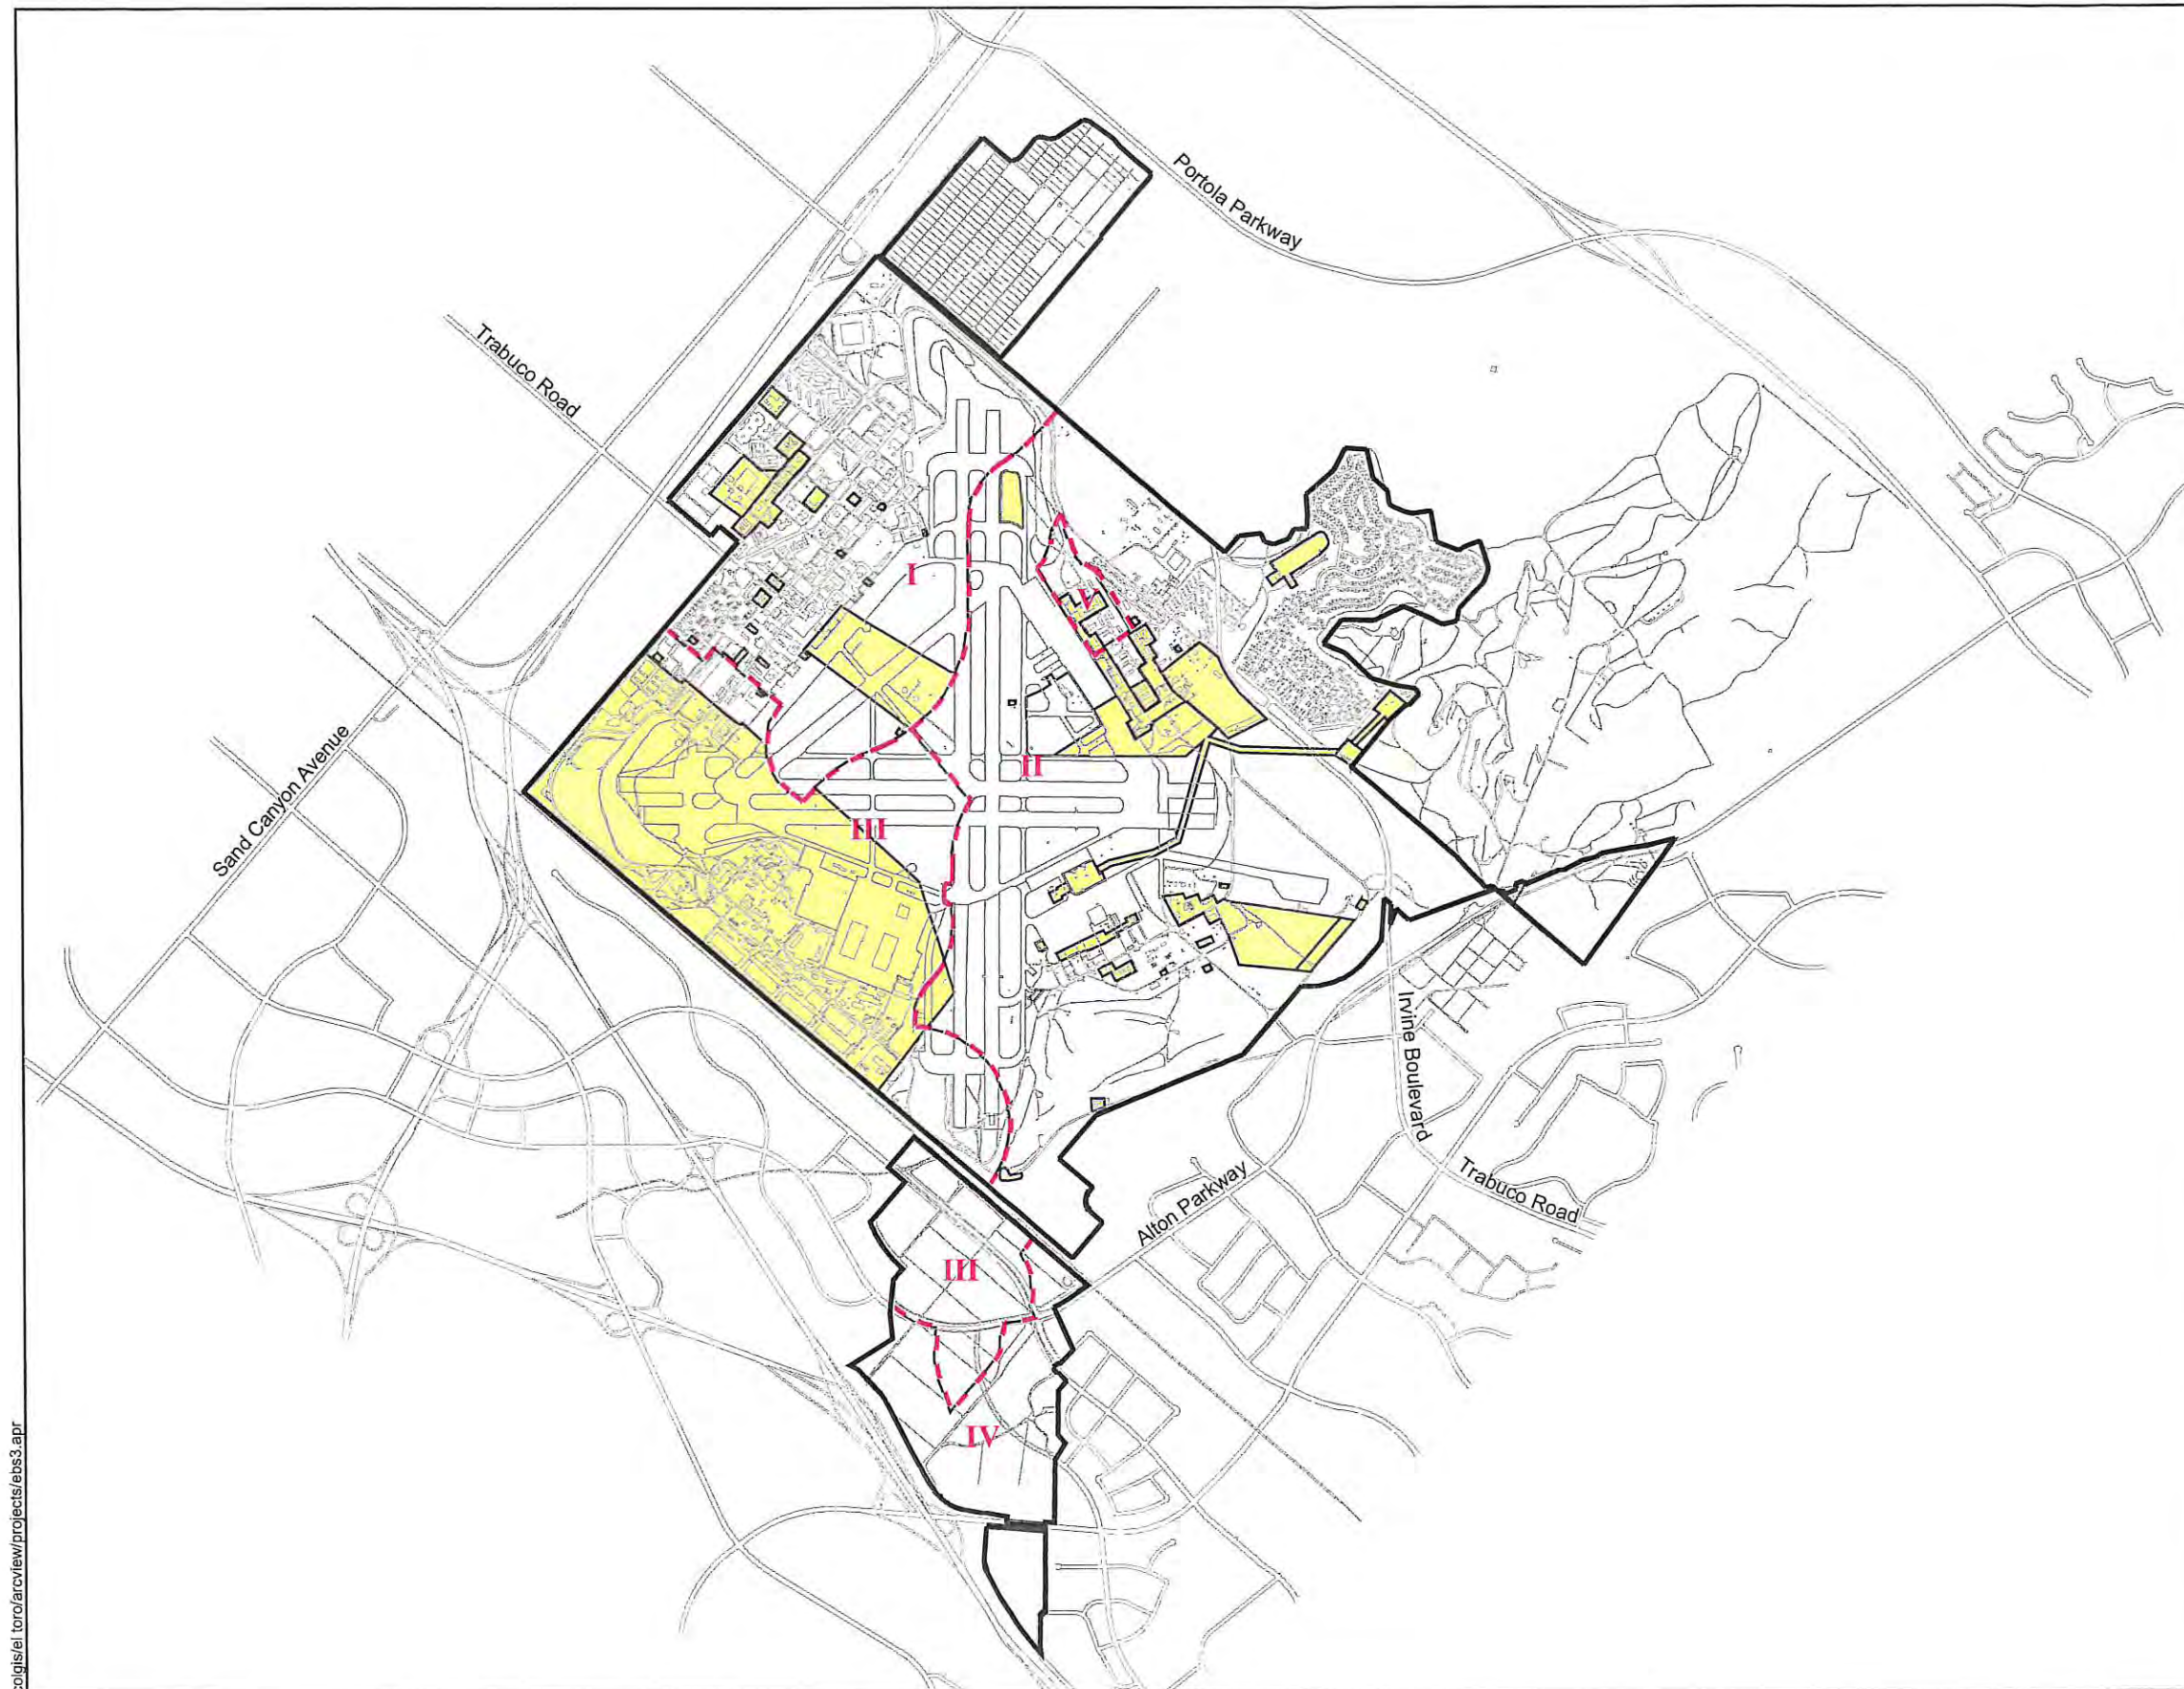 Portola Parkway
Trabuco Road
I
V
Sand Canyon Avenue
II
III
Irvine Boulevard
Trabuco Road
Alton Parkway
III
IV
colgis/el toro/arcview/projects/ebs3.apr